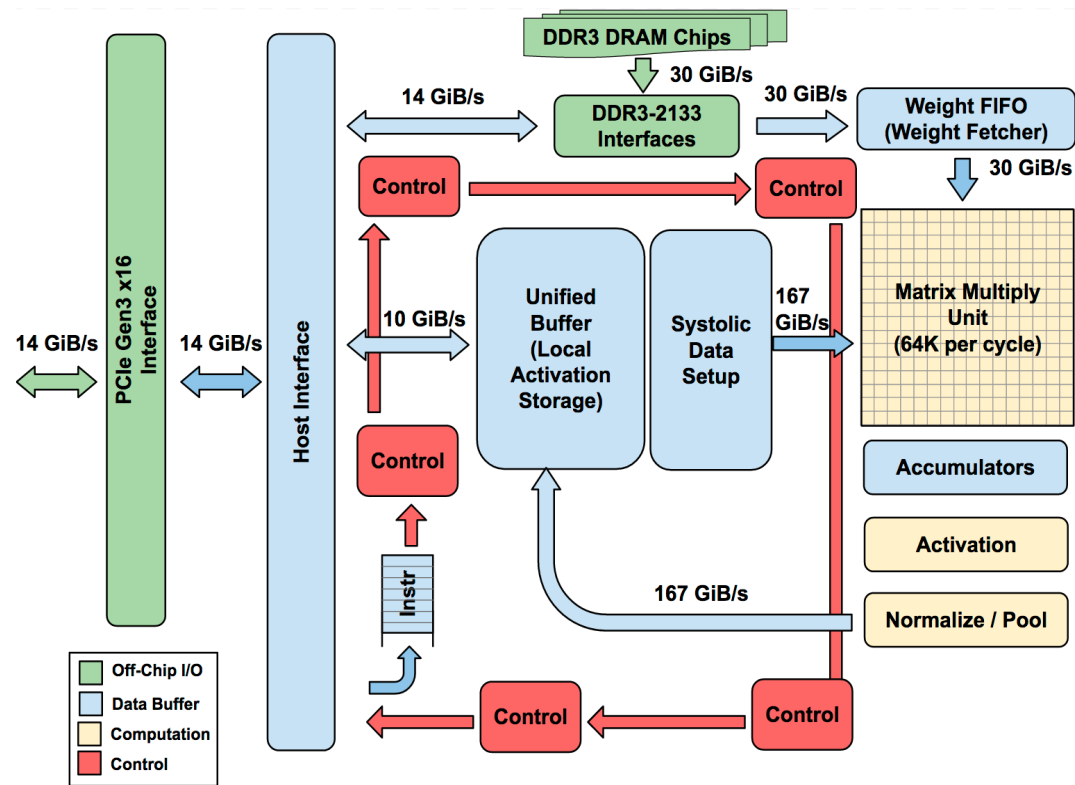 DDR3 DRAM Chips
30 GiB/s
14 GiB/s
DDR3-2133
Interfaces
30 GiB/s
Weight FIFO
(Weight Fetcher)
30 GiB/s
Control
Control
PCIe Gen3 x16
Interface
Host Interface
14 GiB/s
14 GiB/s
10 GiB/s
Unified
Buffer
(Local
Activation
Storage)
Systolic
Data
Setup
167
GiB/s
Matrix Multiply
Unit
(64K per cycle)
Control
Accumulators
Activation
Instr
167 GiB/s
Normalize / Pool
Control
Control
Off-Chip I/O
Data Buffer
Computation
Control